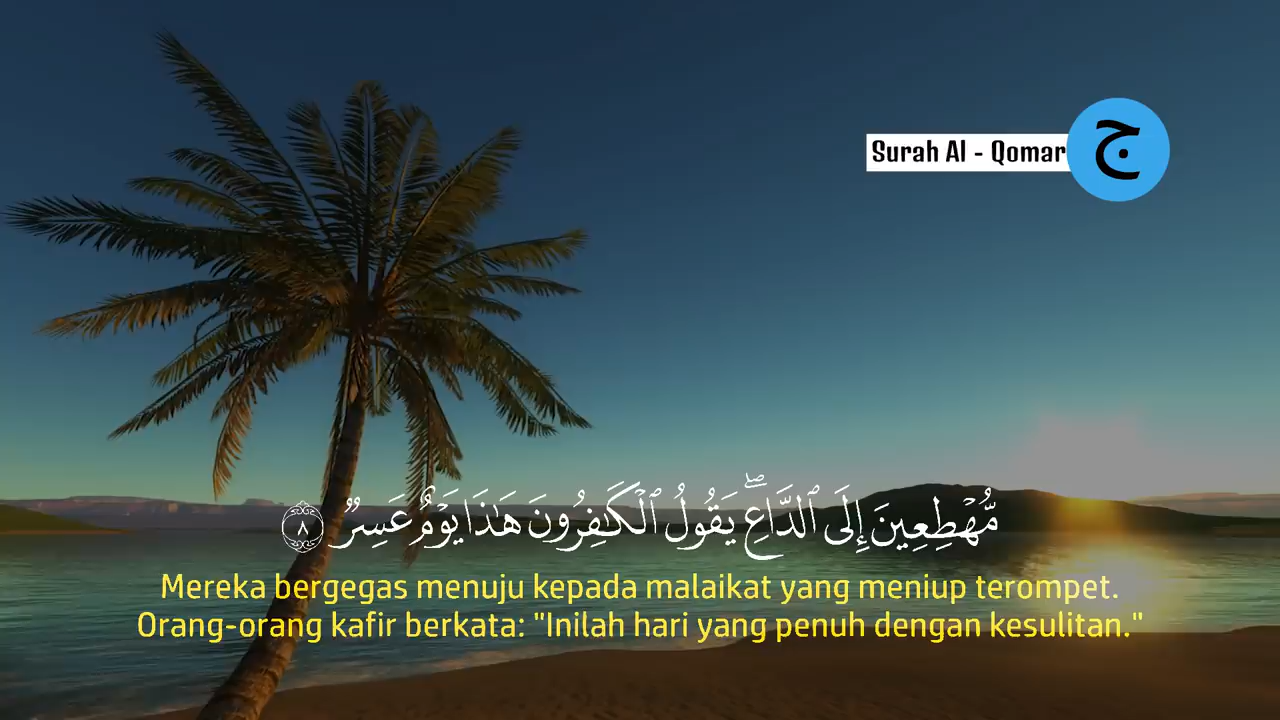 Surah Al - Qomar
ج
مُّهْطِعِينَ إِلَى ٱلدَّاعِ ۖ يَقُولُ ٱلْكَـٰفِرُونَ هَـٰذَا يَوْمٌ عَسِرٌ ٨
Mereka bergegas menuju kepada malaikat yang meniup terompet.
Orang-orang kafir berkata: "Inilah hari yang penuh dengan kesulitan."